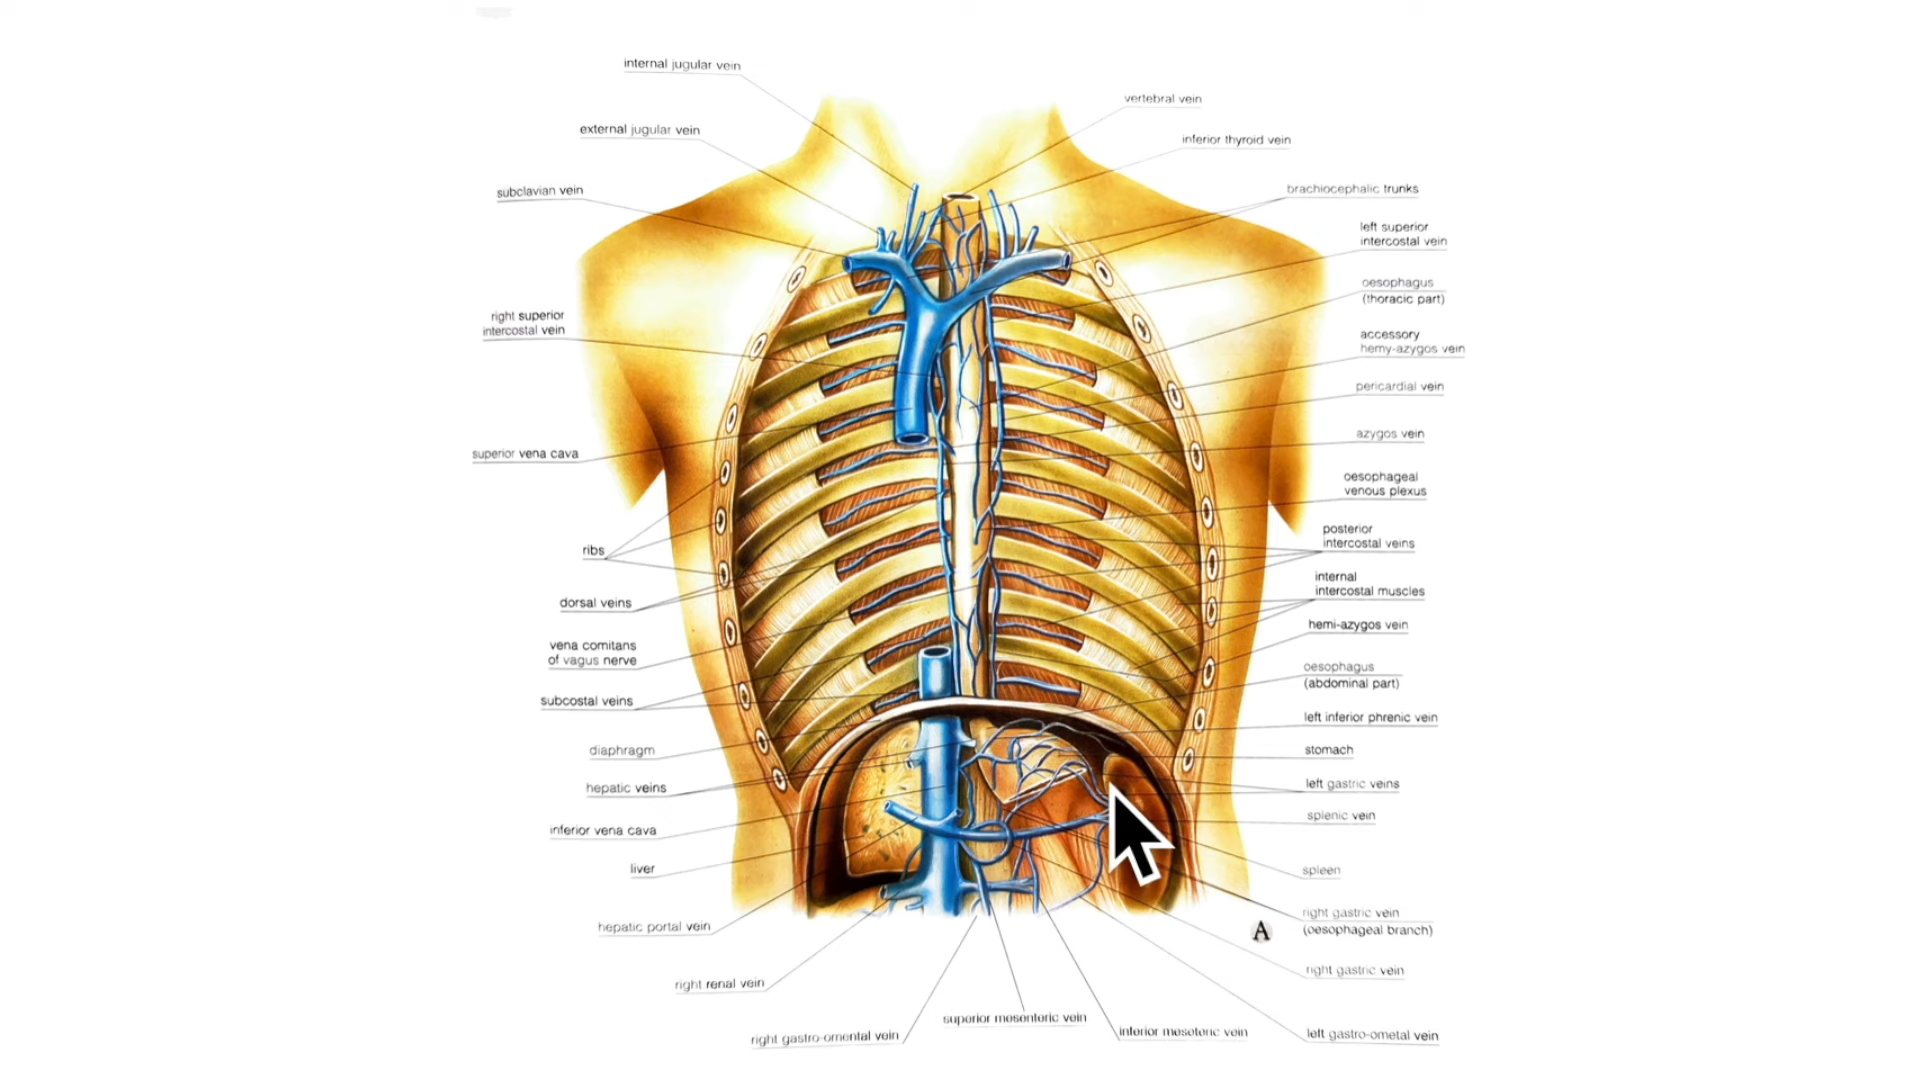 internal jugular vein
external jugular vein
subclavian vein
right superior
intercostal vein
superior vena cava
ribs
dorsal veins
vena comitans
of vagus nerve
subcostal veins
diaphragm
hepatic veins
inferior vena cava
liver
hepatic portal vein
right renal vein
right gastro-omental vein
superior mesenteric vein
inferior meseteric vein
vertebral vein
inferior thyroid vein
brachiocephalic trunks
left superior
intercostal vein
oesophagus
(thoracic part)
accessory
hemy-azygos vein
pericardial vein
azygos vein
oesophageal
venous plexus
posterior
intercostal veins
internal
intercostal muscles
hemi-azygos vein
oesophagus
(abdominal part)
left inferior phrenic vein
stomach
left gastric veins
splenic vein
spleen
right gastric vein
(oesophageal branch)
right gastric vein
left gastro-ometal vein
A